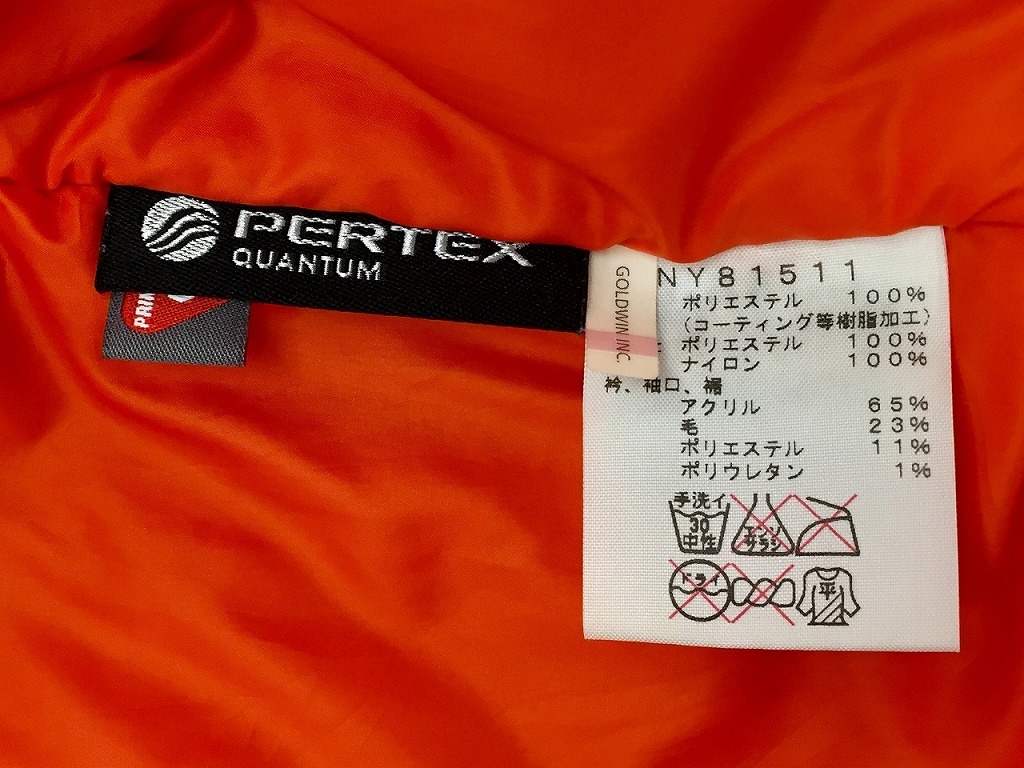 PERTEX
QUANTUM
PRI
GOLDWIN INC.
NY81511
ポリエステル 100%
(コーティング等樹脂加工)
ポリエステル 100%
ナイロン 100%
衿、袖口、裾
アクリル 65%
毛 23%
ポリエステル 11%
ポリウレタン 1%
手洗イ
30
中性
エンソ
サラシ
ドライ
平